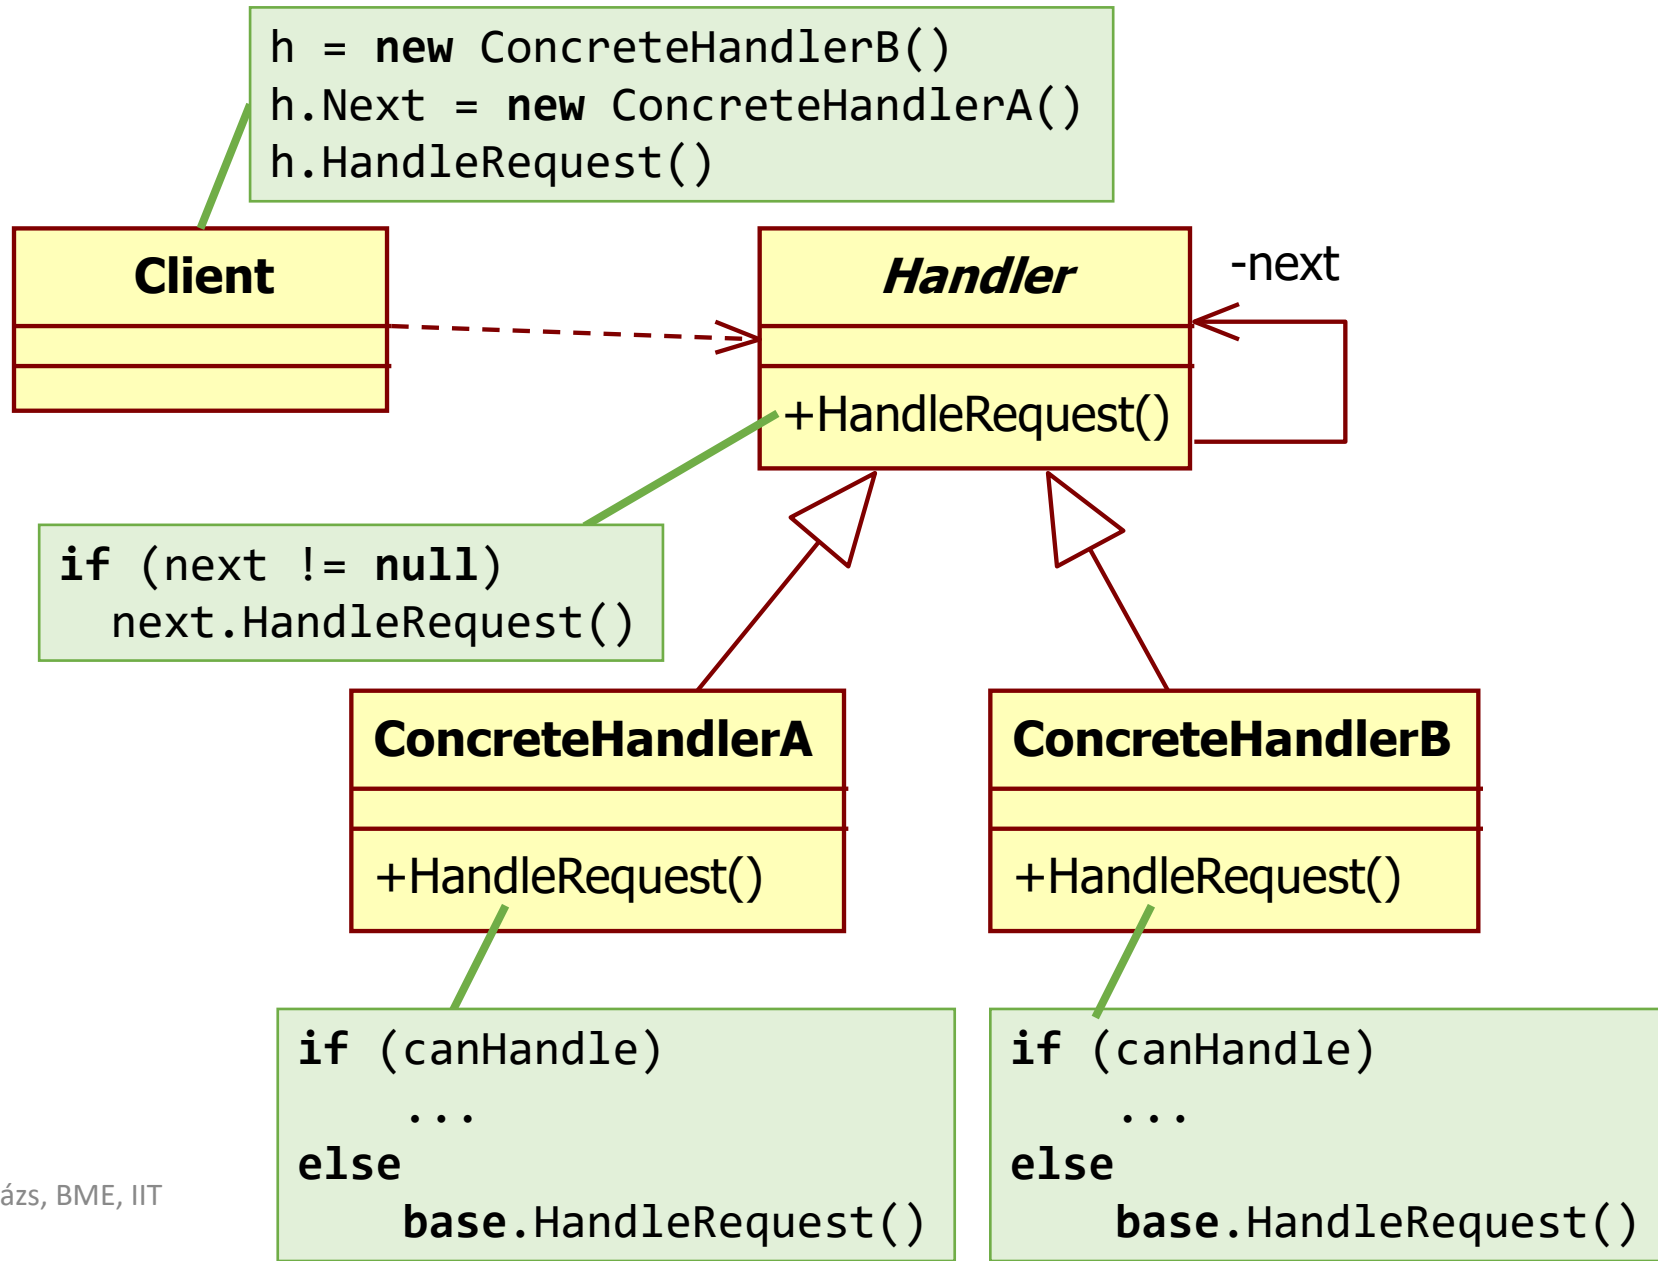 h = new ConcreteHandlerB()
h.Next = new ConcreteHandlerA()
h.HandleRequest()
Client
Handler
-next
+HandleRequest()
if (next != null)
next.HandleRequest()
ConcreteHandlerA
ConcreteHandlerB
+HandleRequest()
+HandleRequest()
if (canHandle)
...
else
base.HandleRequest()
if (canHandle)
...
else
base.HandleRequest()
ázs, BME, IIT